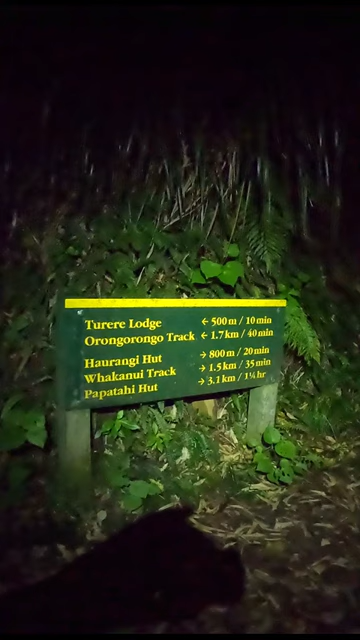 Turere Lodge ← 500 m / 10 min
Orongorongo Track ← 1.7 km / 40 min
Haurangi Hut → 800 m / 20 min
Whakanui Track → 1.5 km / 35 min
Papatahi Hut → 3.1 km / 1¼ hr